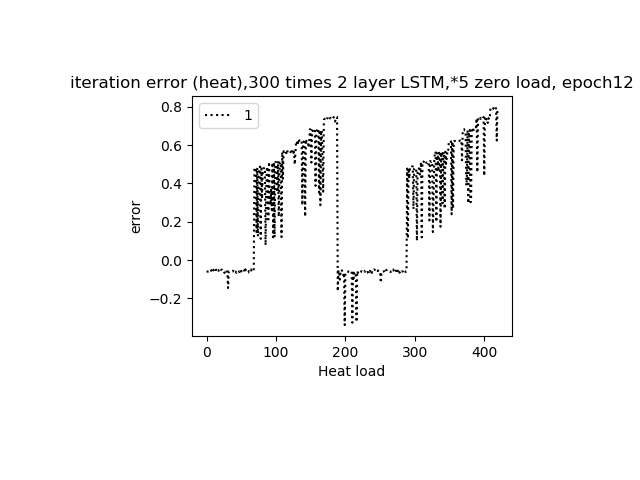 iteration error (heat),300 times 2 layer LSTM,*5 zero load, epoch12
1
error
0.8
0.6
0.4
0.2
0.0
−0.2
0 100 200 300 400
Heat load